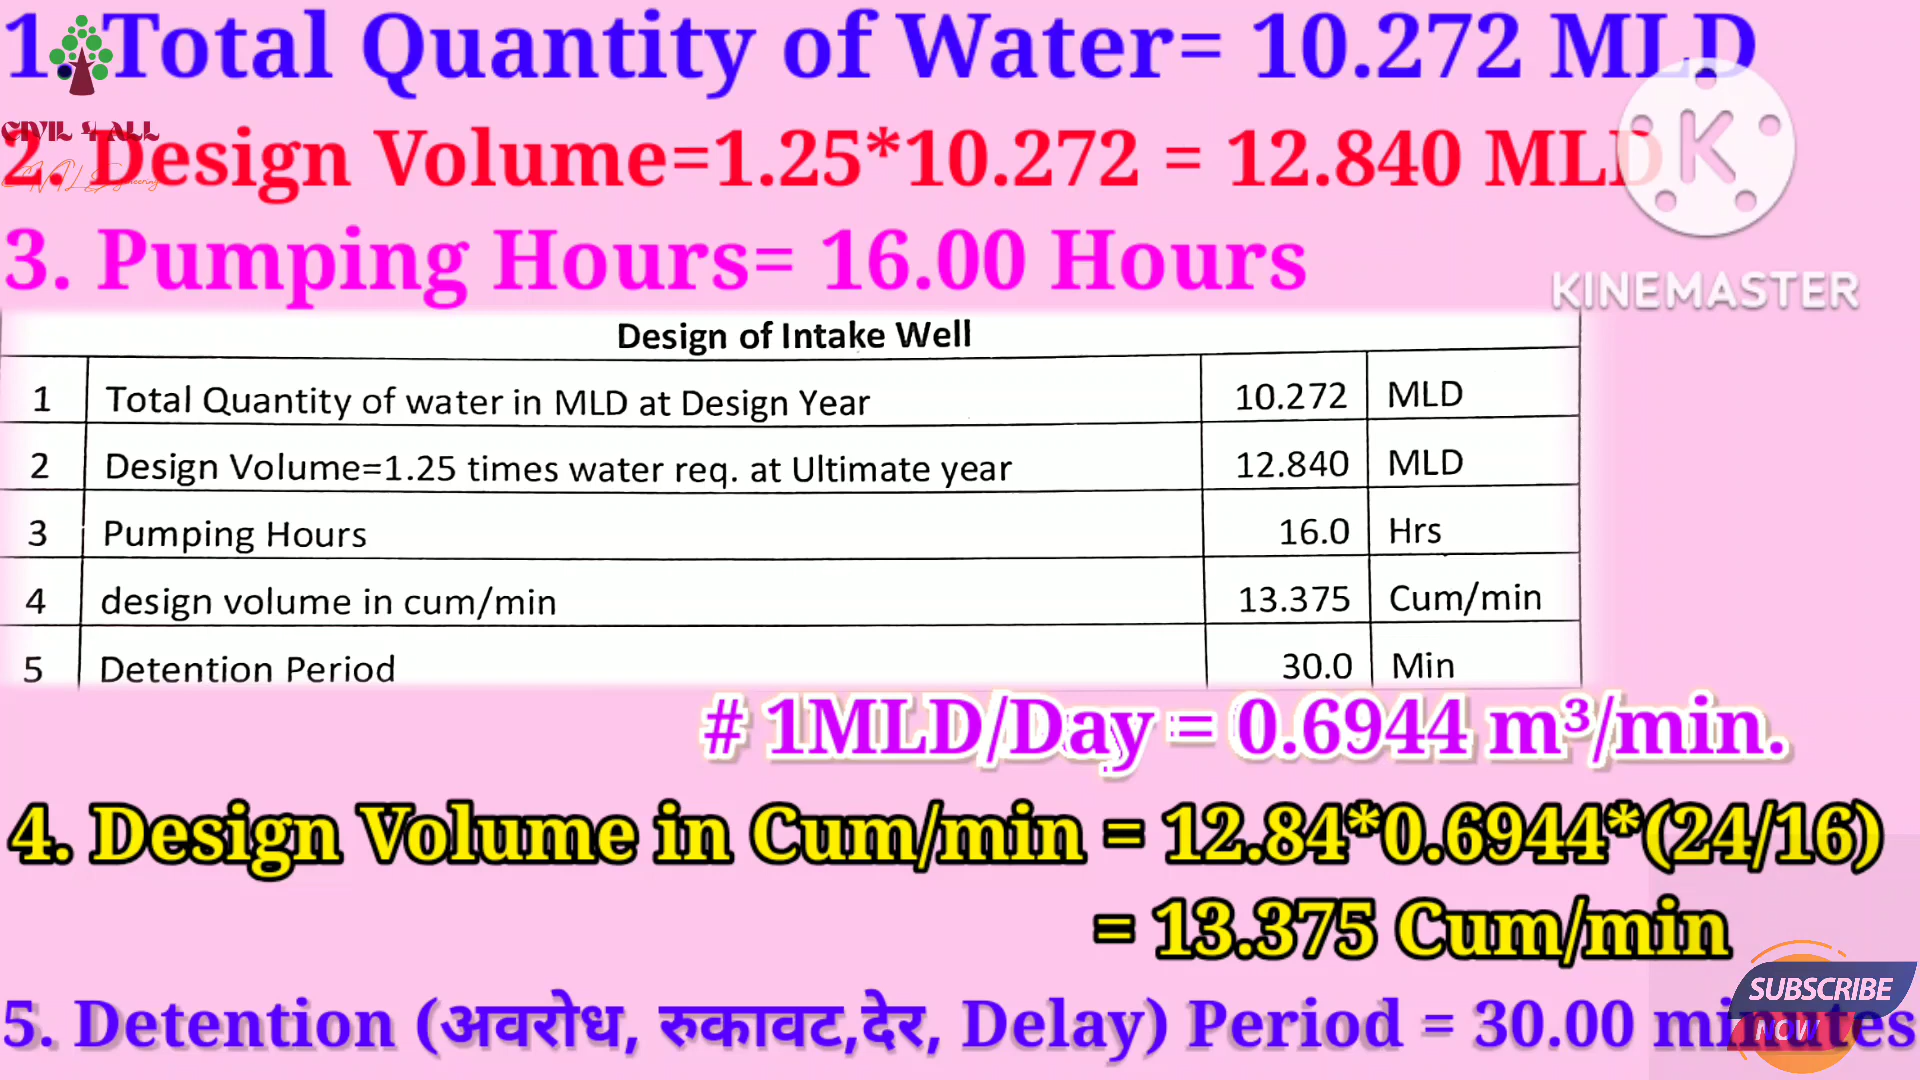 1. Total Quantity of Water= 10.272 MLD
CIVIL 4 ALL
2. Design Volume=1.25*10.272 = 12.840 MLD
3. Pumping Hours= 16.00 Hours
K
KINEMASTER
Design of Intake Well
1 Total Quantity of water in MLD at Design Year 10.272 MLD
2 Design Volume=1.25 times water req. at Ultimate year 12.840 MLD
3 Pumping Hours 16.0 Hrs
4 design volume in cum/min 13.375 Cum/min
5 Detention Period 30.0 Min
# 1MLD/Day = 0.6944 m³/min.
4. Design Volume in Cum/min = 12.84*0.6944*(24/16)
= 13.375 Cum/min
5. Detention (अवरोध, रुकावट,देर, Delay) Period = 30.00 minutes
SUBSCRIBE
NOW